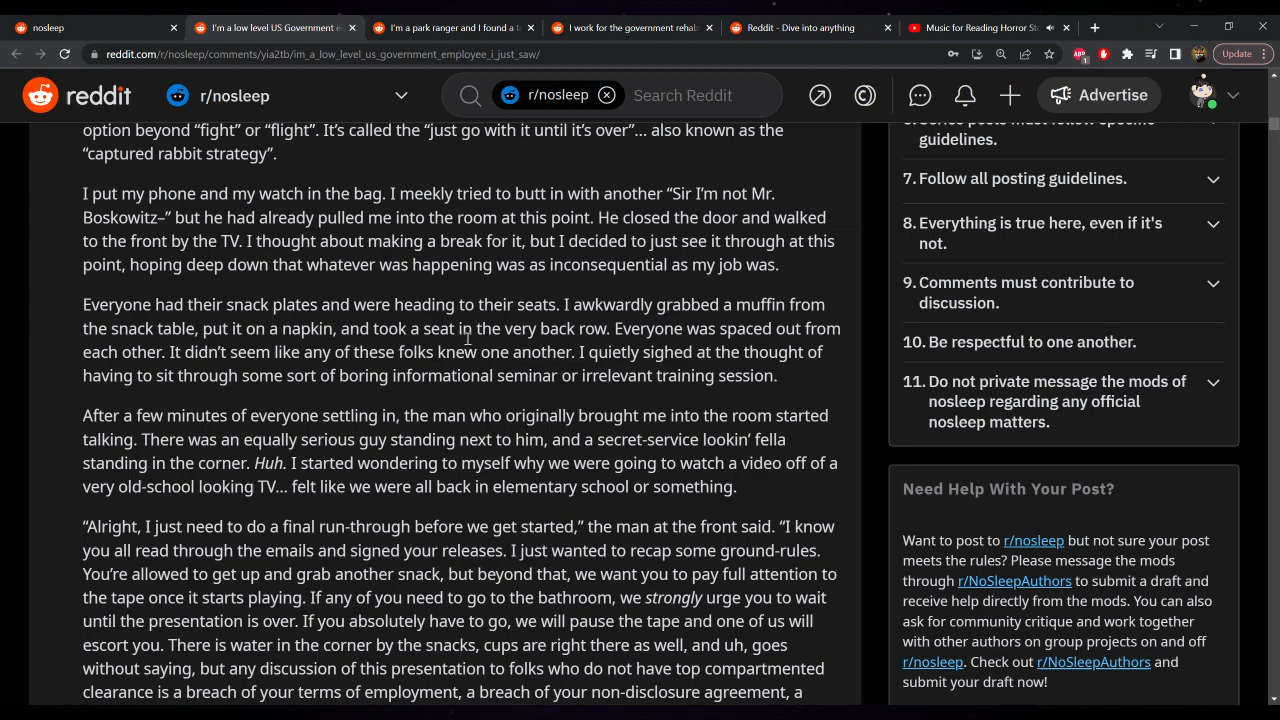 nosleep
I'm a low level US Government e
I'm a park ranger and I found a t
I work for the government rehab
Reddit - Dive into anything
Music for Reading Horror St
reddit.com/r/nosleep/comments/yia2tb/im_a_low_level_us_government_employee_i_just_saw/
Update
reddit
r/nosleep
r/nosleep
Search Reddit
Advertise
option beyond “fight” or “flight”. It’s called the “just go with it until it’s over”… also known as the
“captured rabbit strategy”.
I put my phone and my watch in the bag. I meekly tried to butt in with another “Sir I’m not Mr.
Boskowitz–” but he had already pulled me into the room at this point. He closed the door and walked
to the front by the TV. I thought about making a break for it, but I decided to just see it through at this
point, hoping deep down that whatever was happening was as inconsequential as my job was.
Everyone had their snack plates and were heading to their seats. I awkwardly grabbed a muffin from
the snack table, put it on a napkin, and took a seat in the very back row. Everyone was spaced out from
each other. It didn’t seem like any of these folks knew one another. I quietly sighed at the thought of
having to sit through some sort of boring informational seminar or irrelevant training session.
After a few minutes of everyone settling in, the man who originally brought me into the room started
talking. There was an equally serious guy standing next to him, and a secret-service lookin’ fella
standing in the corner. Huh. I started wondering to myself why we were going to watch a video off of a
very old-school looking TV… felt like we were all back in elementary school or something.
“Alright, I just need to do a final run-through before we get started,” the man at the front said. “I know
you all read through the emails and signed your releases. I just wanted to recap some ground-rules.
You’re allowed to get up and grab another snack, but beyond that, we want you to pay full attention to
the tape once it starts playing. If any of you need to go to the bathroom, we strongly urge you to wait
until the presentation is over. If you absolutely have to go, we will pause the tape and one of us will
escort you. There is water in the corner by the snacks, cups are right there as well, and uh, goes
without saying, but any discussion of this presentation to folks who do not have top compartmented
clearance is a breach of your terms of employment, a breach of your non-disclosure agreement, a
guidelines.
7. Follow all posting guidelines.
8. Everything is true here, even if it's
not.
9. Comments must contribute to
discussion.
10. Be respectful to one another.
11. Do not private message the mods of
nosleep regarding any official
nosleep matters.
Need Help With Your Post?
Want to post to r/nosleep but not sure your post
meets the rules? Please message the mods
through r/NoSleepAuthors to submit a draft and
receive help directly from the mods. You can also
ask for community critique and work together
with other authors on group projects on and off
r/nosleep. Check out r/NoSleepAuthors and
submit your draft now!